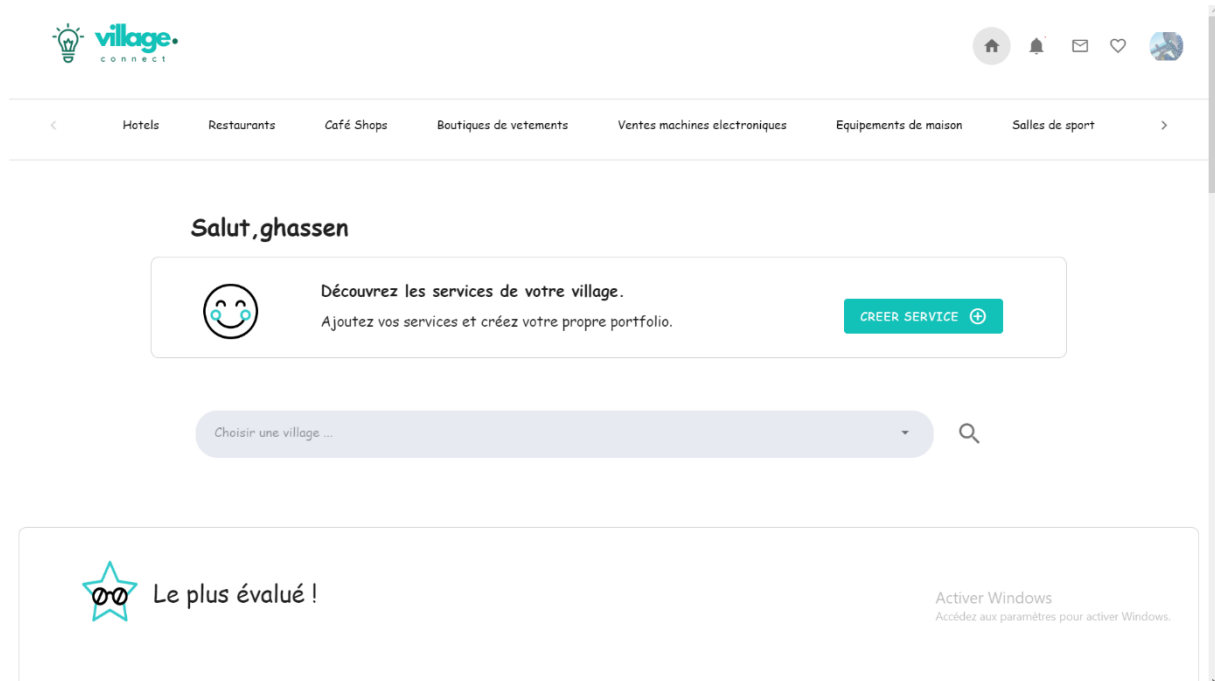 village.
connect
Hotels Restaurants Café Shops Boutiques de vetements Ventes machines electroniques Equipements de maison Salles de sport
Salut,ghassen
Découvrez les services de votre village.
Ajoutez vos services et créez votre propre portfolio.
CREER SERVICE
Choisir une village ...
Le plus évalué !
Activer Windows
Accédez aux paramètres pour activer Windows.